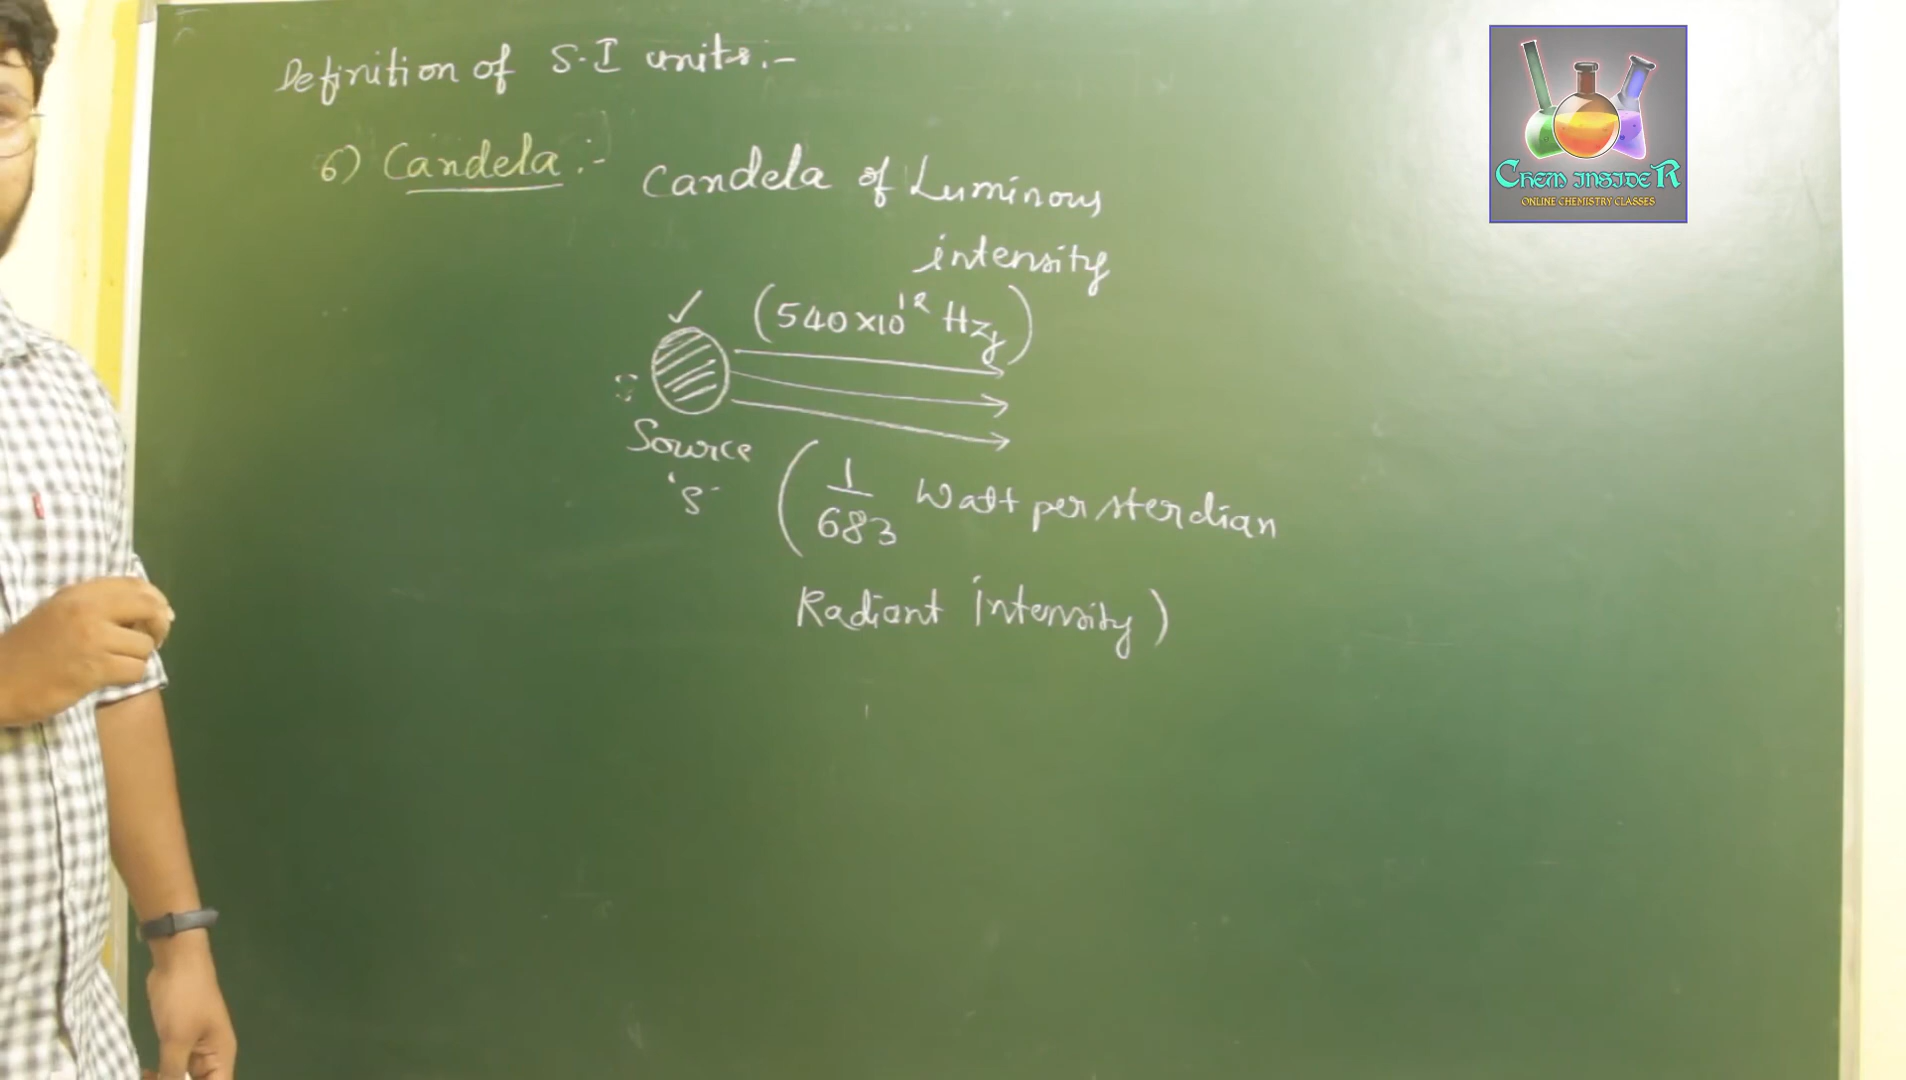 Definition of S.I units:-
6) Candela :- Candela of Luminous
intensity
(540×10¹² Hz)
Source
'S'
( 1/683 Watt per sterdian
Radiant intensity )
CHEM INSIDER
ONLINE CHEMISTRY CLASSES